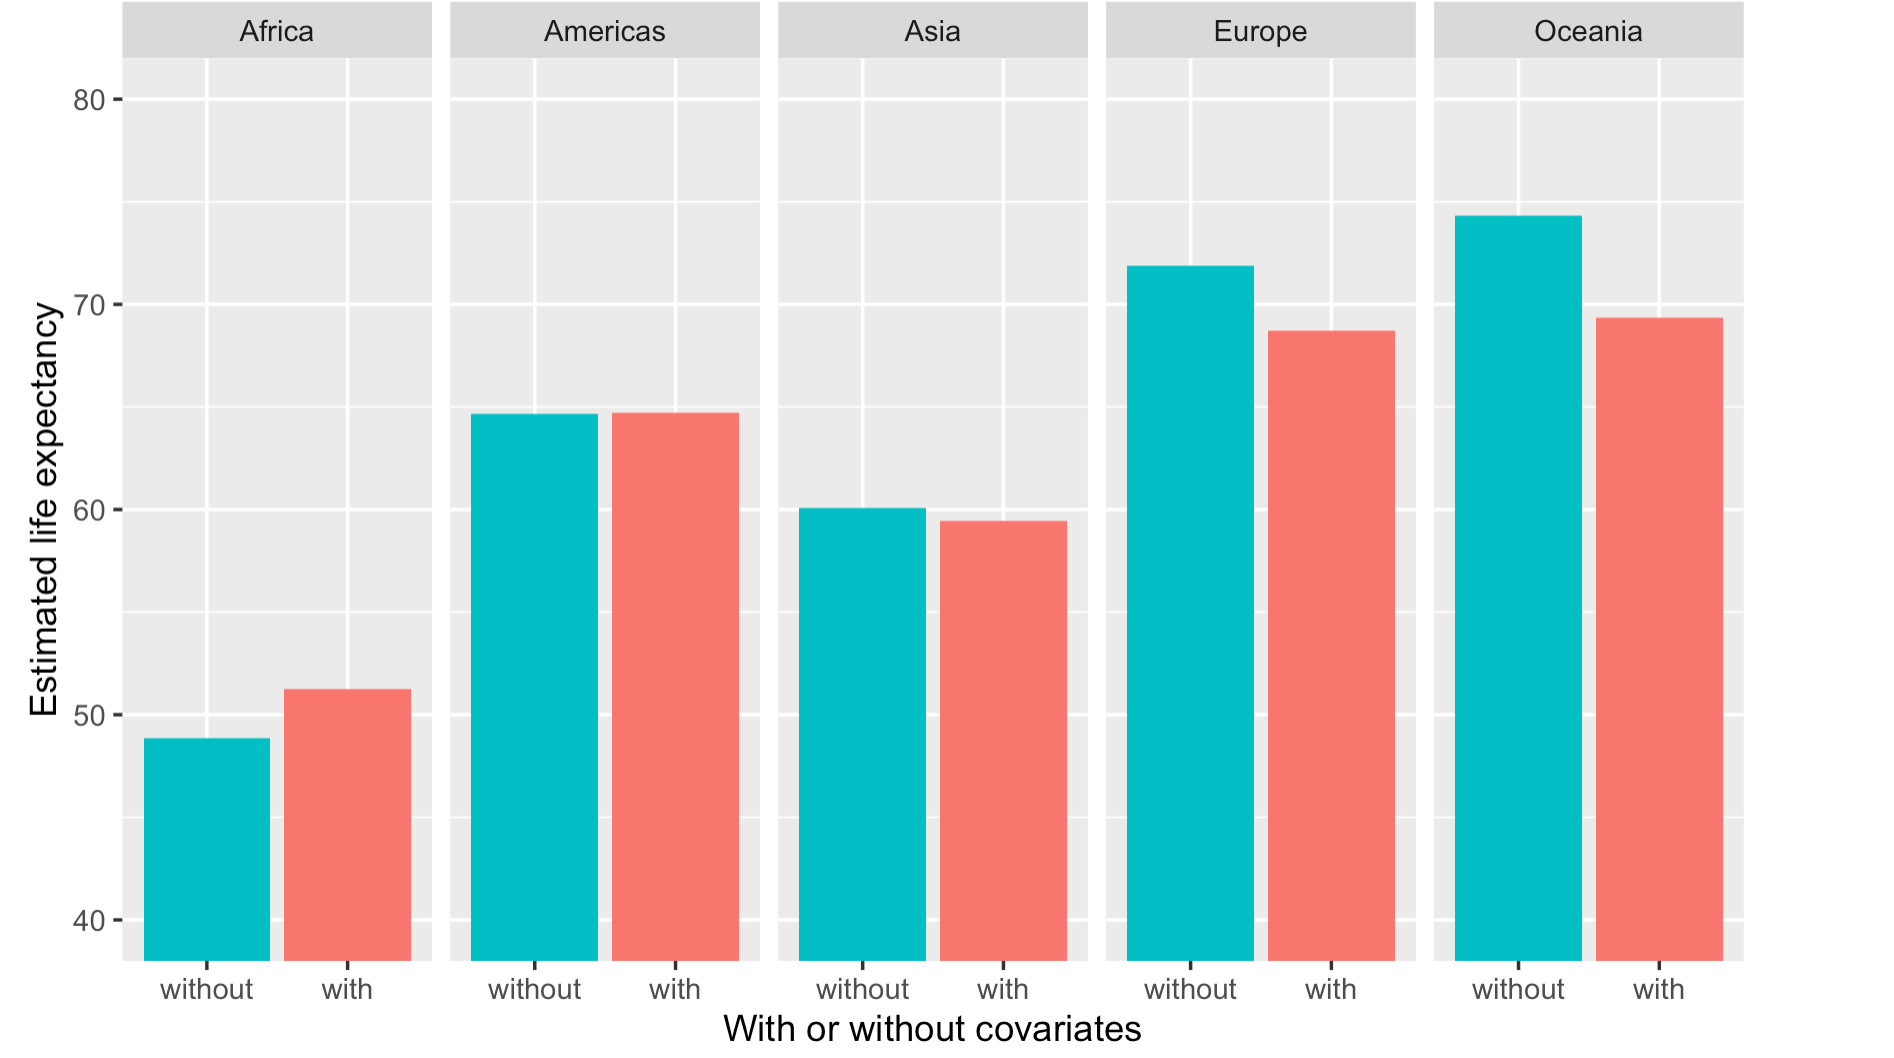 Africa Americas Asia Europe Oceania
80
70
60
50
40
Estimated life expectancy
without with without with without with without with without with
With or without covariates